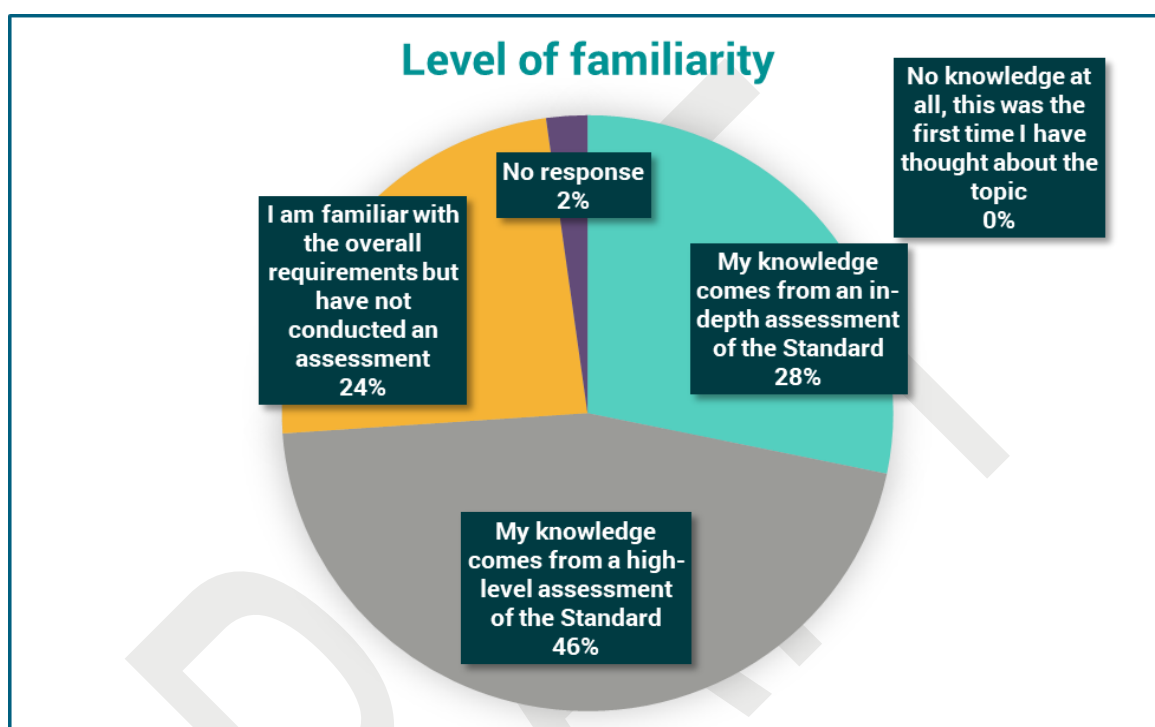 Level of familiarity
No knowledge at
all, this was the
first time I have
thought about the
topic
0%
No response
2%
I am familiar with
the overall
requirements but
have not
conducted an
assessment
24%
My knowledge
comes from an in-
depth assessment
of the Standard
28%
My knowledge
comes from a high-
level assessment
of the Standard
46%